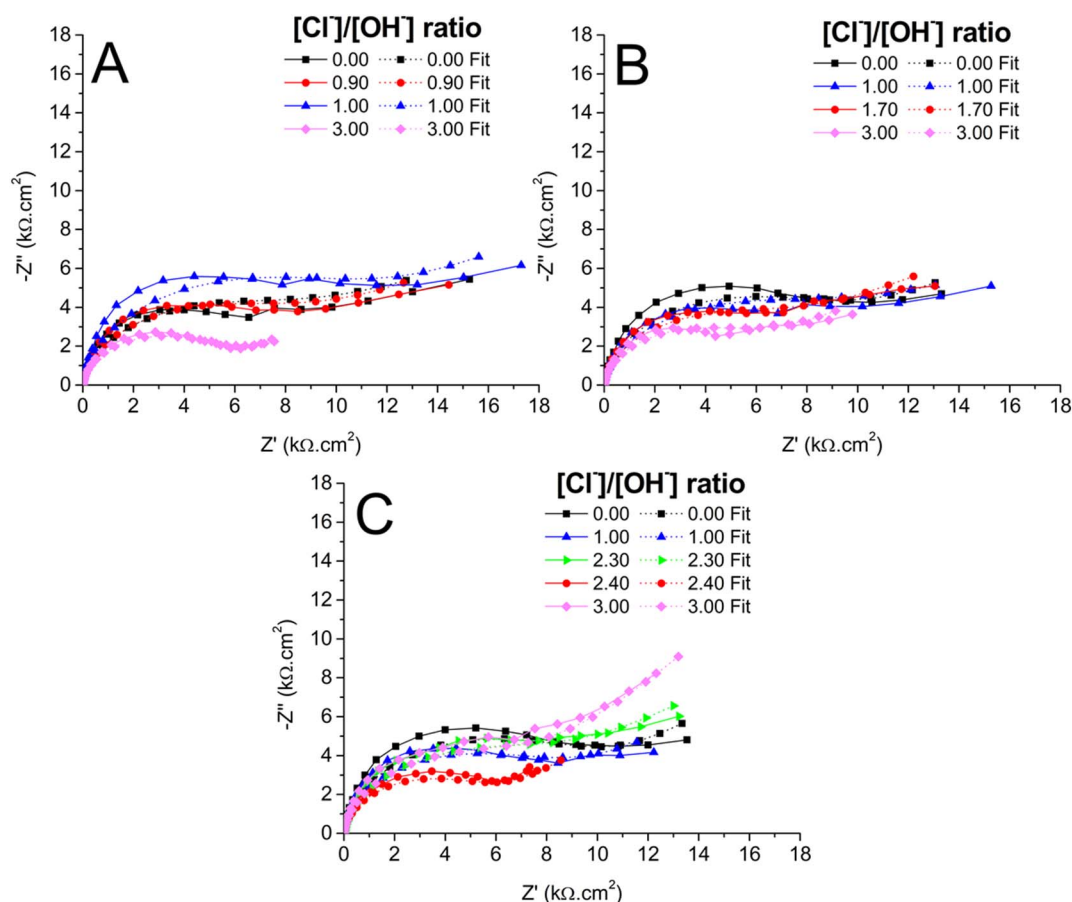 A
[Cl⁻]/[OH⁻] ratio
0.00 0.00 Fit
0.90 0.90 Fit
1.00 1.00 Fit
3.00 3.00 Fit
18
16
14
12
10
8
6
4
2
0
-Z'' (kΩ.cm²)
0 2 4 6 8 10 12 14 16 18
Z' (kΩ.cm²)
B
[Cl⁻]/[OH⁻] ratio
0.00 0.00 Fit
1.00 1.00 Fit
1.70 1.70 Fit
3.00 3.00 Fit
18
16
14
12
10
8
6
4
2
0
-Z'' (kΩ.cm²)
0 2 4 6 8 10 12 14 16 18
Z' (kΩ.cm²)
C
[Cl⁻]/[OH⁻] ratio
0.00 0.00 Fit
1.00 1.00 Fit
2.30 2.30 Fit
2.40 2.40 Fit
3.00 3.00 Fit
18
16
14
12
10
8
6
4
2
0
-Z'' (kΩ.cm²)
0 2 4 6 8 10 13 14 16 18
Z' (kΩ.cm²)